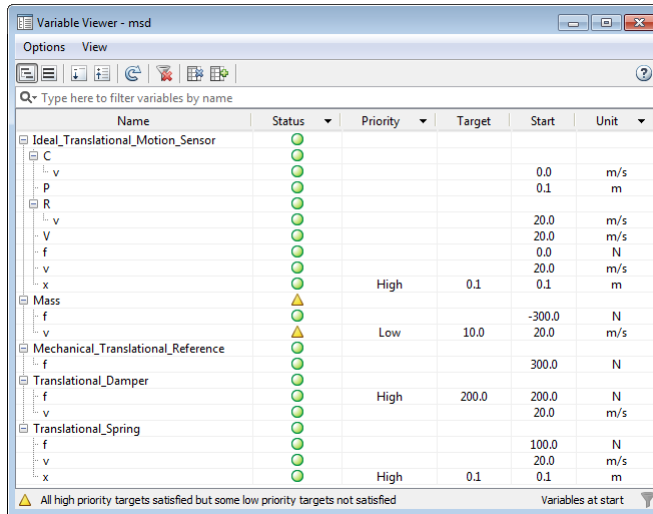 Variable Viewer - msd
Options View
Type here to filter variables by name
Name Status Priority Target Start Unit
Ideal_Translational_Motion_Sensor
C
v 0.0 m/s
P 0.1 m
R
v 20.0 m/s
V 20.0 m/s
f 0.0 N
v 20.0 m/s
x High 0.1 0.1 m
Mass
f -300.0 N
v Low 10.0 20.0 m/s
Mechanical_Translational_Reference
f 300.0 N
Translational_Damper
f High 200.0 200.0 N
v 20.0 m/s
Translational_Spring
f 100.0 N
v 20.0 m/s
x High 0.1 0.1 m
All high priority targets satisfied but some low priority targets not satisfied Variables at start